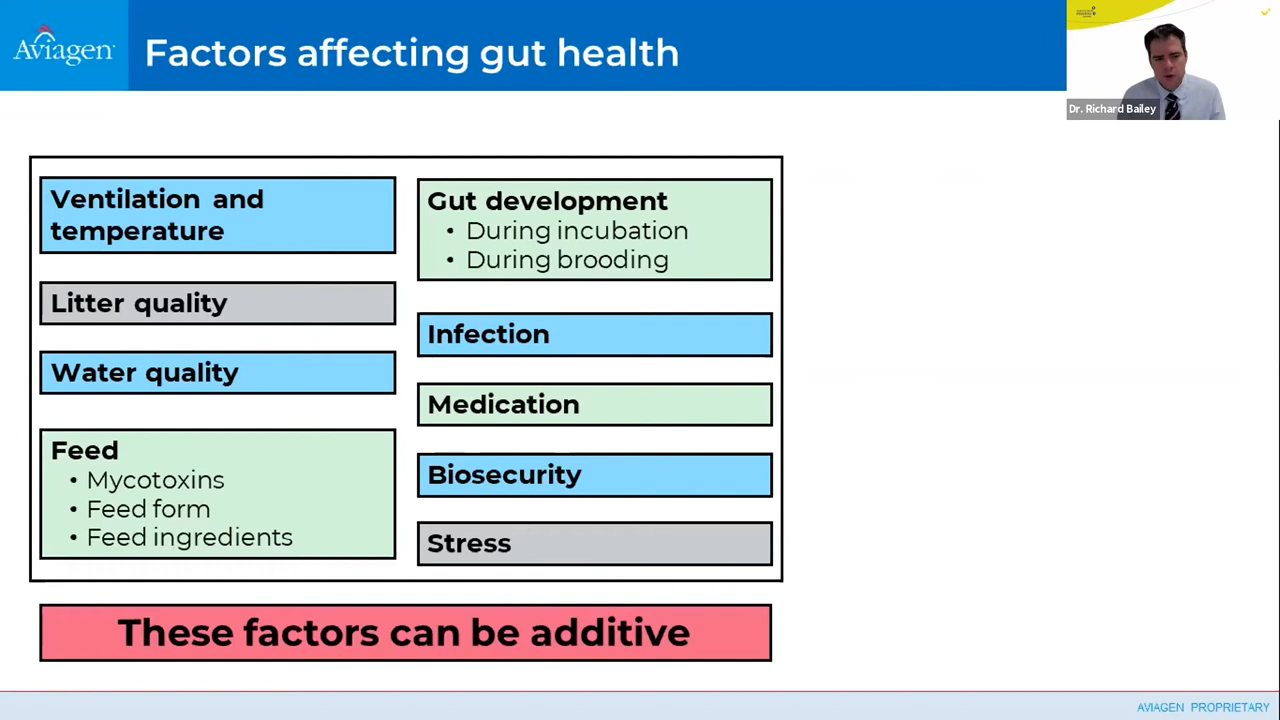 Aviagen
Factors affecting gut health
Dr. Richard Bailey
Ventilation and
temperature
Litter quality
Water quality
Feed
• Mycotoxins
• Feed form
• Feed ingredients
Gut development
• During incubation
• During brooding
Infection
Medication
Biosecurity
Stress
These factors can be additive
AVIAGEN PROPRIETARY